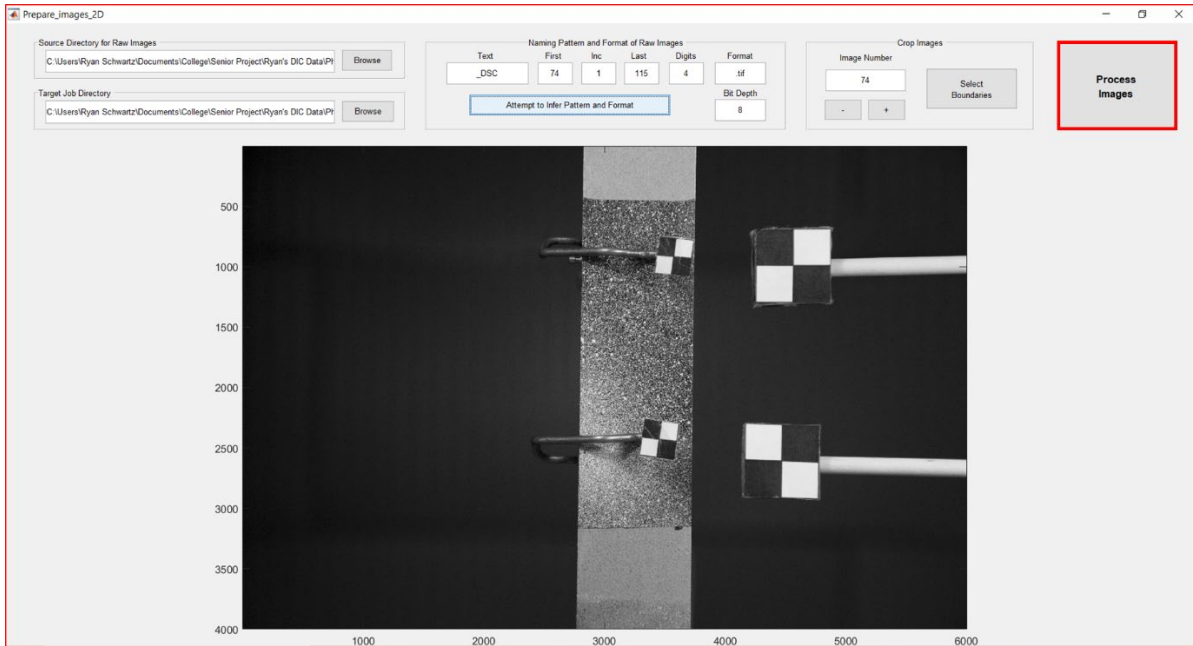 Prepare_images_2D
Source Directory for Raw Images
C:\Users\Ryan Schwartz\Documents\College\Senior Project\Ryan's DIC Data\Ph
Browse
Target Job Directory
C:\Users\Ryan Schwartz\Documents\College\Senior Project\Ryan's DIC Data\Ph
Browse
Naming Pattern and Format of Raw Images
Text First Inc Last Digits Format
_DSC 74 1 115 4 .tif
Attempt to Infer Pattern and Format
Bit Depth
8
Crop Images
Image Number
74
- +
Select
Boundaries
Process
Images
500
1000
1500
2000
2500
3000
3500
4000
1000 2000 3000 4000 5000 6000